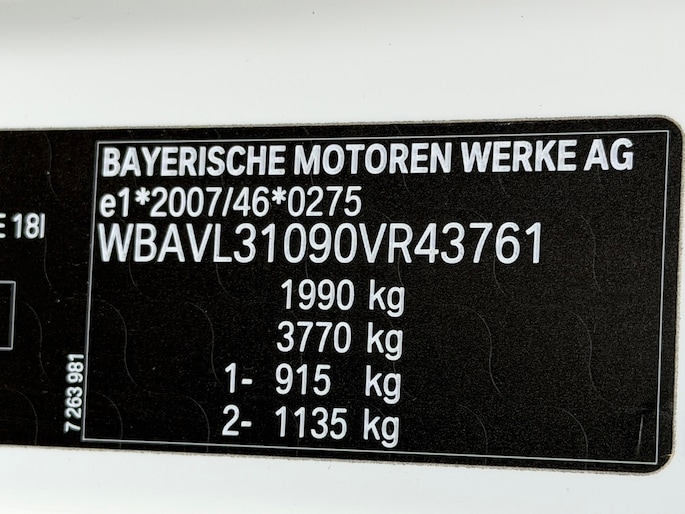 BAYERISCHE MOTOREN WERKE AG
e1*2007/46*0275
E 18I
WBAVL31090VR43761
1990 kg
3770 kg
1- 915 kg
2- 1135 kg
7 263 981